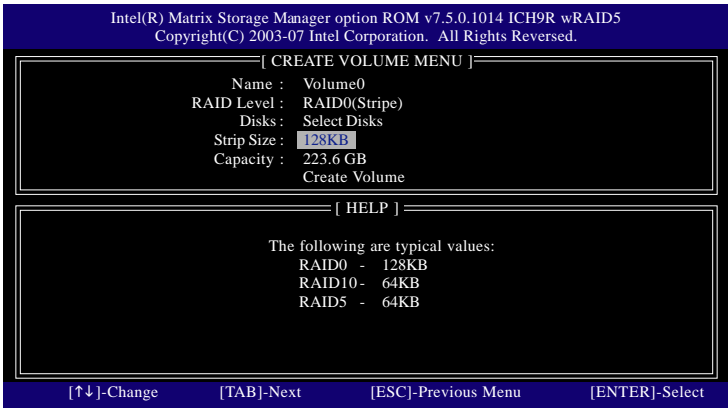 Intel(R) Matrix Storage Manager option ROM v7.5.0.1014 ICH9R wRAID5
Copyright(C) 2003-07 Intel Corporation. All Rights Reversed.
[ CREATE VOLUME MENU ]
Name : Volume0
RAID Level : RAID0(Stripe)
Disks : Select Disks
Strip Size : 128KB
Capacity : 223.6 GB
Create Volume
[ HELP ]
The following are typical values:
RAID0 - 128KB
RAID10 - 64KB
RAID5 - 64KB
[↑↓]-Change [TAB]-Next [ESC]-Previous Menu [ENTER]-Select